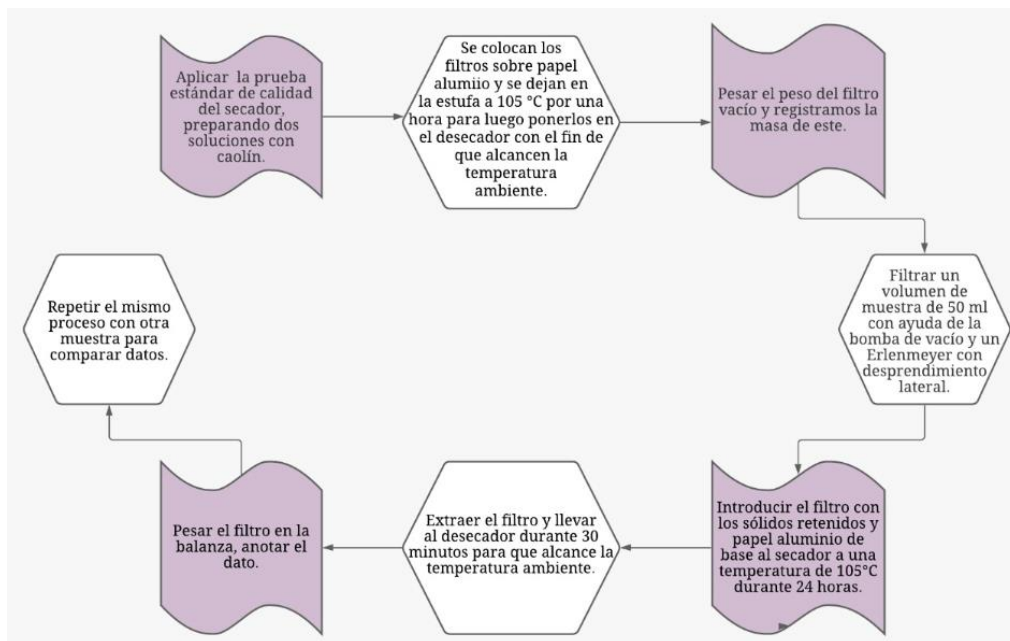 Aplicar la prueba
estándar de calidad
del secador,
preparando dos
soluciones con
caolín.
Se colocan los
filtros sobre papel
alumiio y se dejan en
la estufa a 105 °C por una
hora para luego ponerlos en
el desecador con el fin de
que alcancen la
temperatura
ambiente.
Pesar el peso del filtro
vacío y registramos la
masa de este.
Filtrar un
volumen de
muestra de 50 ml
con ayuda de la
bomba de vacío y un
Erlenmeyer con
desprendimiento
lateral.
Introducir el filtro con
los sólidos retenidos y
papel aluminio de
base al secador a una
temperatura de 105°C
durante 24 horas.
Extraer el filtro y llevar
al desecador durante 30
minutos para que alcance la
temperatura ambiente.
Pesar el filtro en la
balanza, anotar el
dato.
Repetir el mismo
proceso con otra
muestra para
comparar datos.